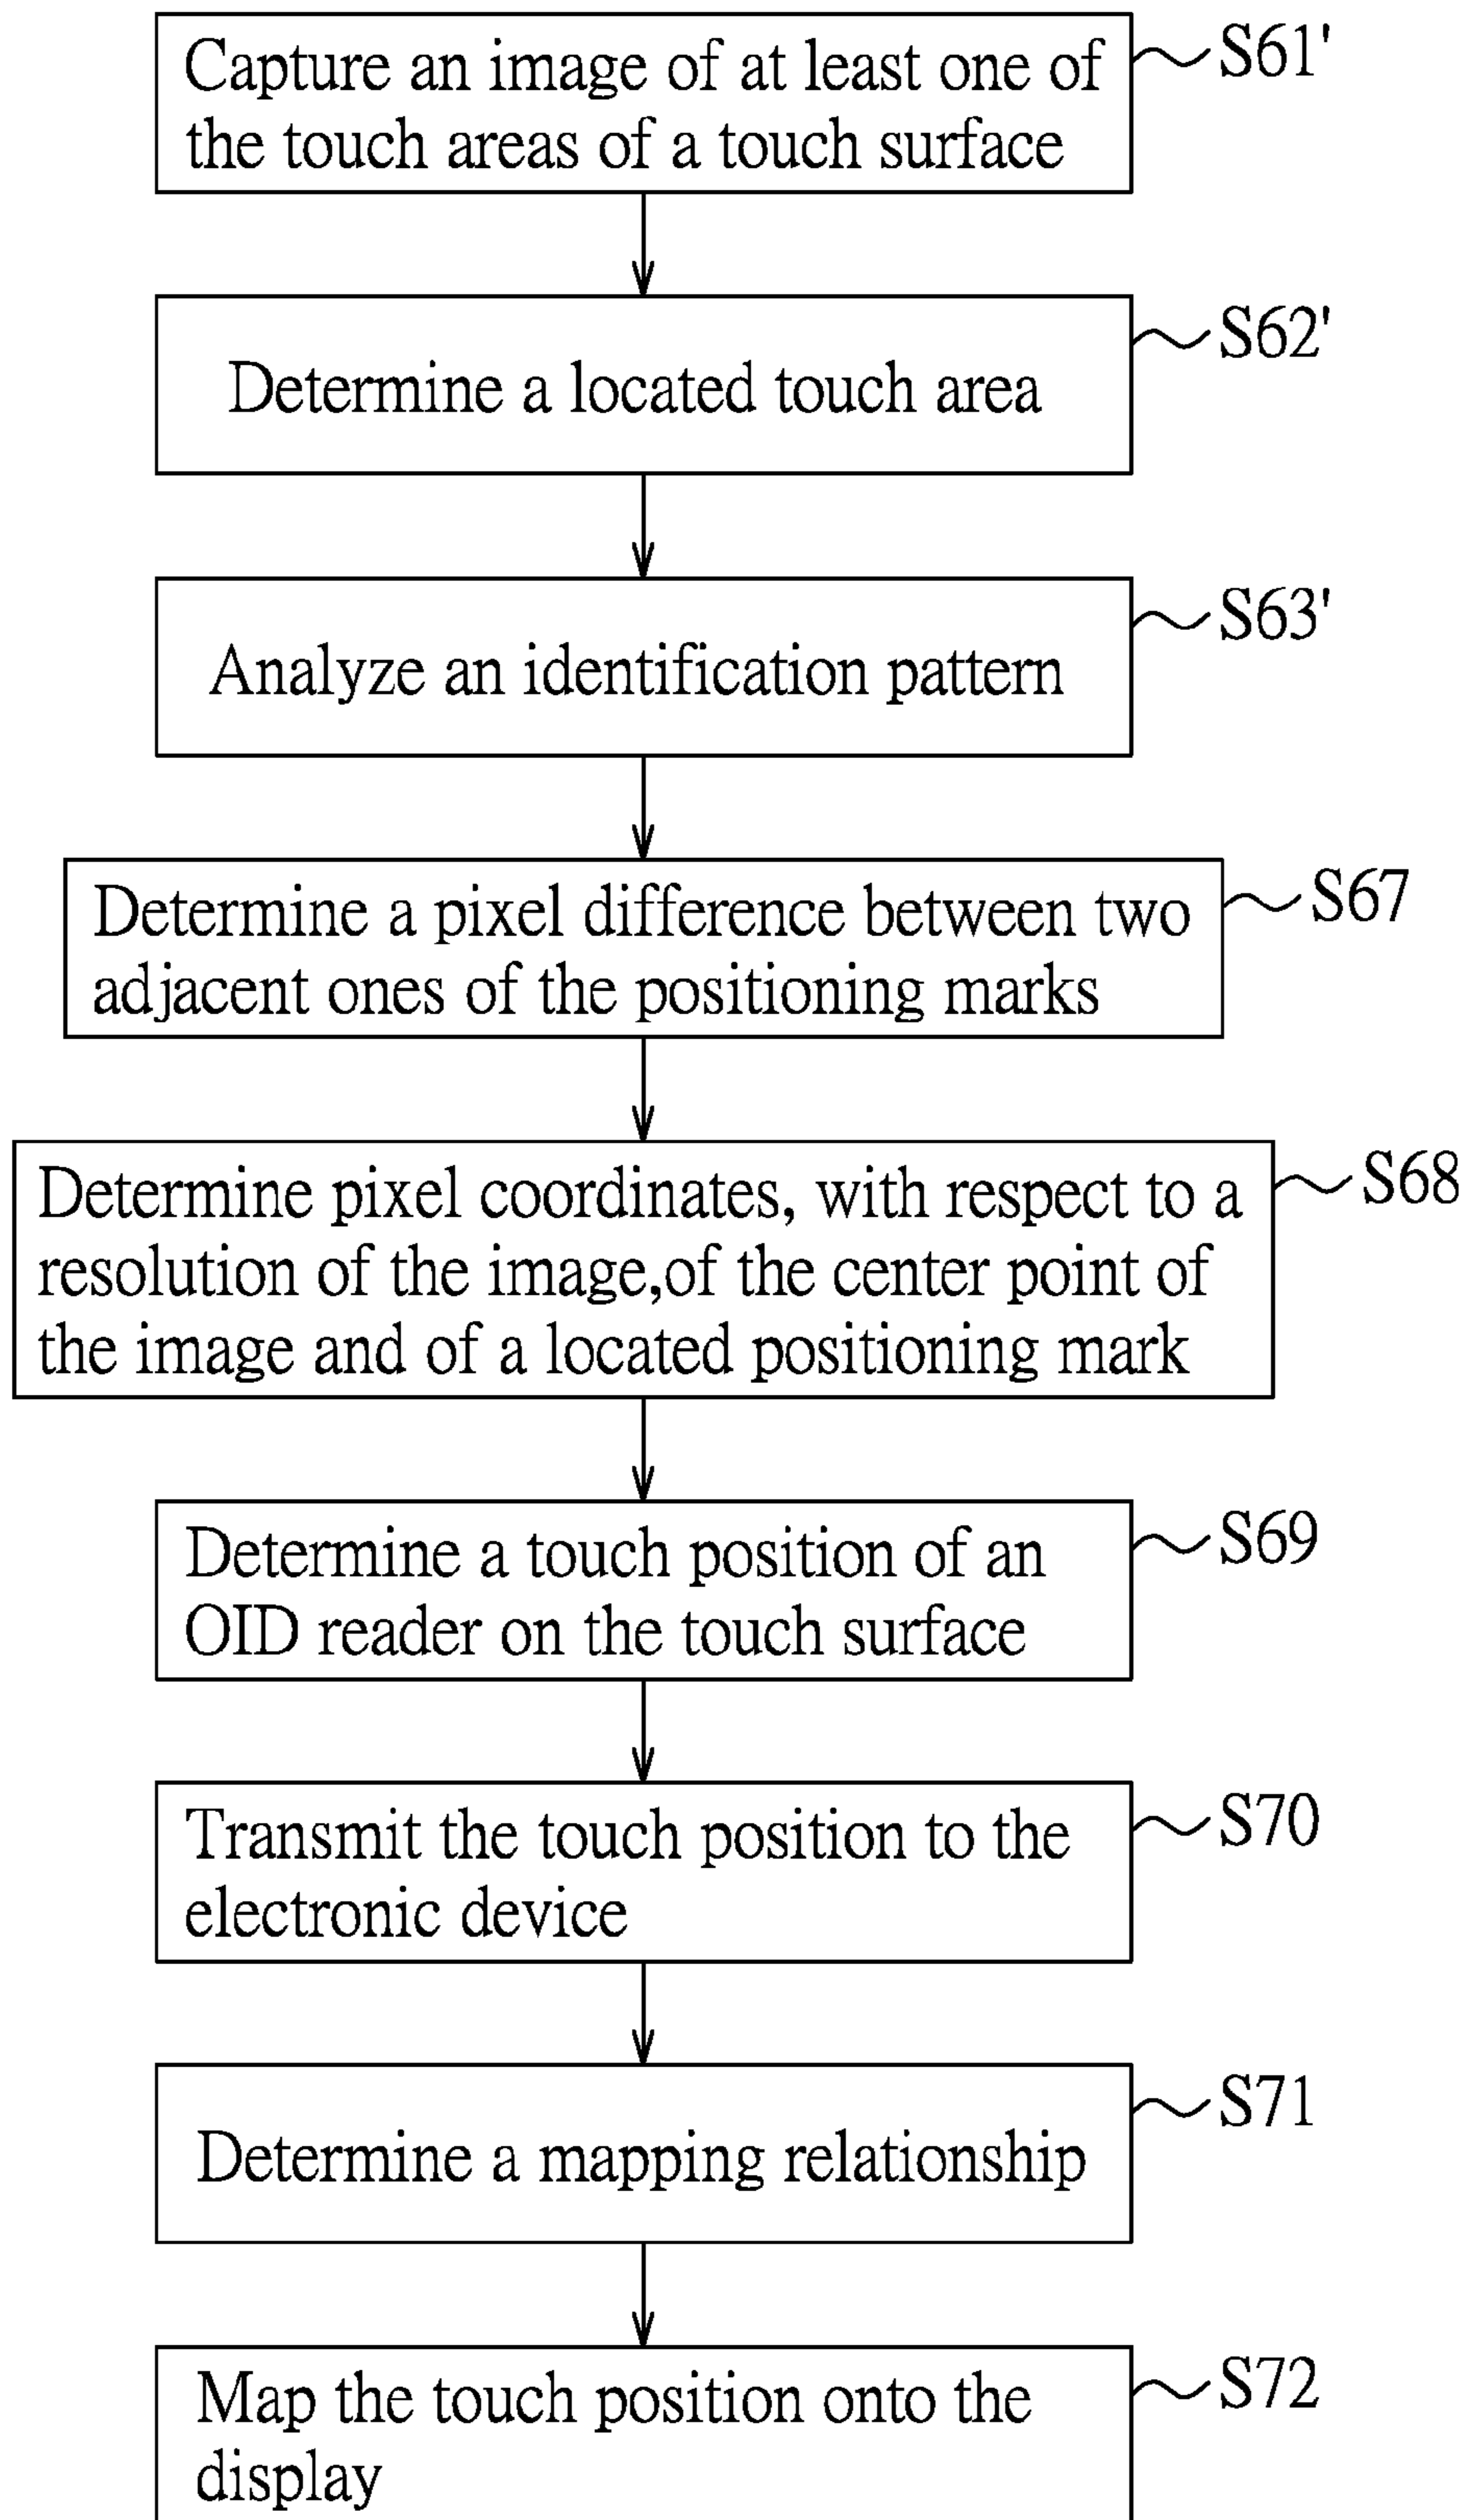 Capture an image of at least one of
the touch areas of a touch surface
S61'
Determine a located touch area
S62'
Analyze an identification pattern
S63'
Determine a pixel difference between two
adjacent ones of the positioning marks
S67
Determine pixel coordinates, with respect to a
resolution of the image,of the center point of
the image and of a located positioning mark
S68
Determine a touch position of an
OID reader on the touch surface
S69
Transmit the touch position to the
electronic device
S70
Determine a mapping relationship
S71
Map the touch position onto the
display
S72